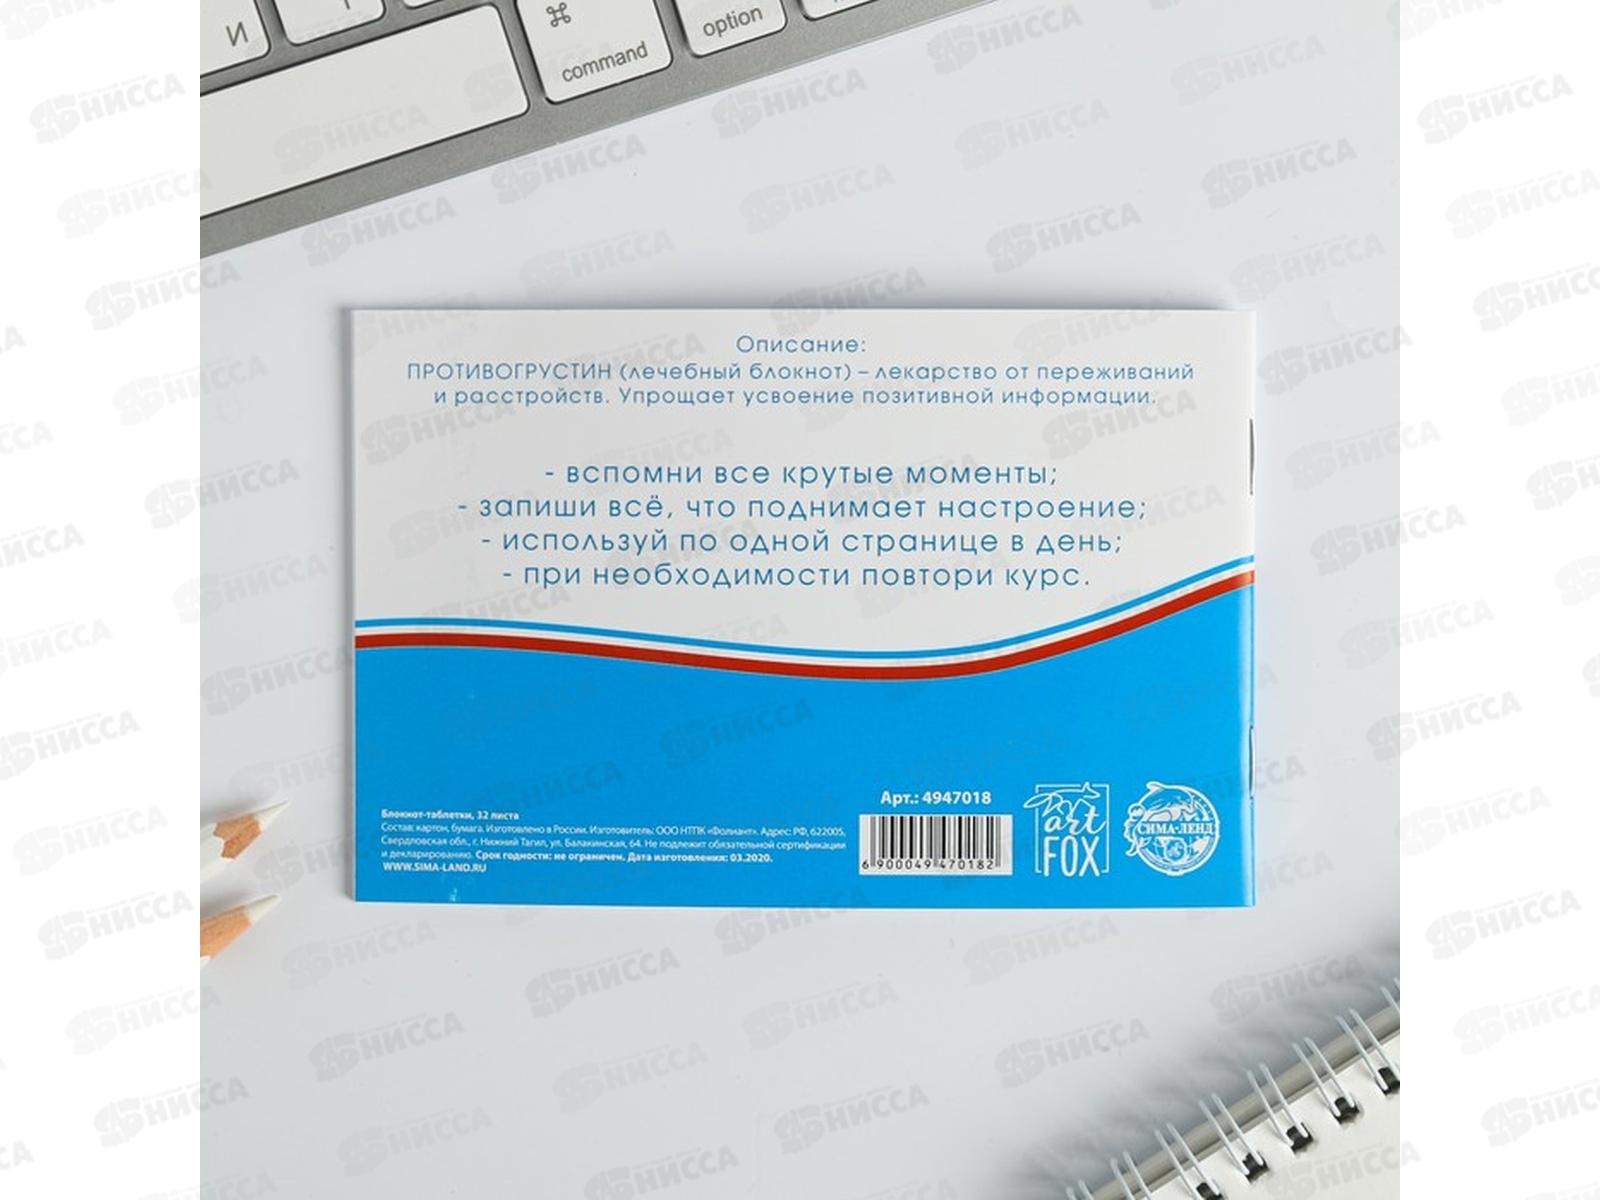 И
⌘
command
option
Описание:
ПРОТИВОГРУСТИН (лечебный блокнот) – лекарство от переживаний
и расстройств. Упрощает усвоение позитивной информации.
- вспомни все крутые моменты;
- запиши всё, что поднимает настроение;
- используй по одной странице в день;
- при необходимости повтори курс.
Блокнот-таблетки, 32 листа
Состав: картон, бумага. Изготовлено в России. Изготовитель: ООО НТПК «Фолиант». Адрес: РФ, 622005,
Свердловская обл., г. Нижний Тагил, ул. Балакинская, 64. Не подлежит обязательной сертификации
и декларированию. Срок годности: не ограничен. Дата изготовления: 03.2020.
WWW.SIMA-LAND.RU
Арт.: 4947018
6 900049 470182
art
FOX
СИМА-ЛЕНД
НИССА